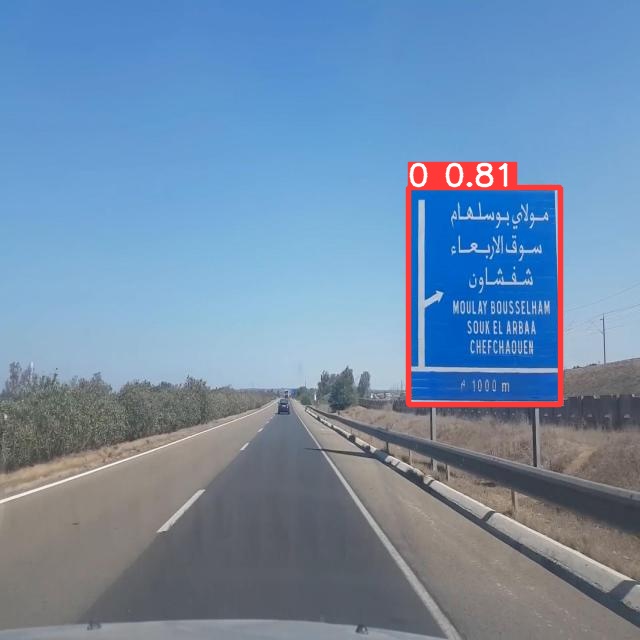 0 0.81
مولاي بوسلهام
سوق الاربعاء
شفشاون
MOULAY BOUSSELHAM
SOUK EL ARBAA
CHEFCHAOUEN
1000 m